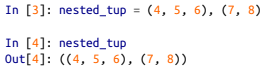 In [3]: nested_tup = (4, 5, 6), (7, 8)
In [4]: nested_tup
Out[4]: ((4, 5, 6), (7, 8))